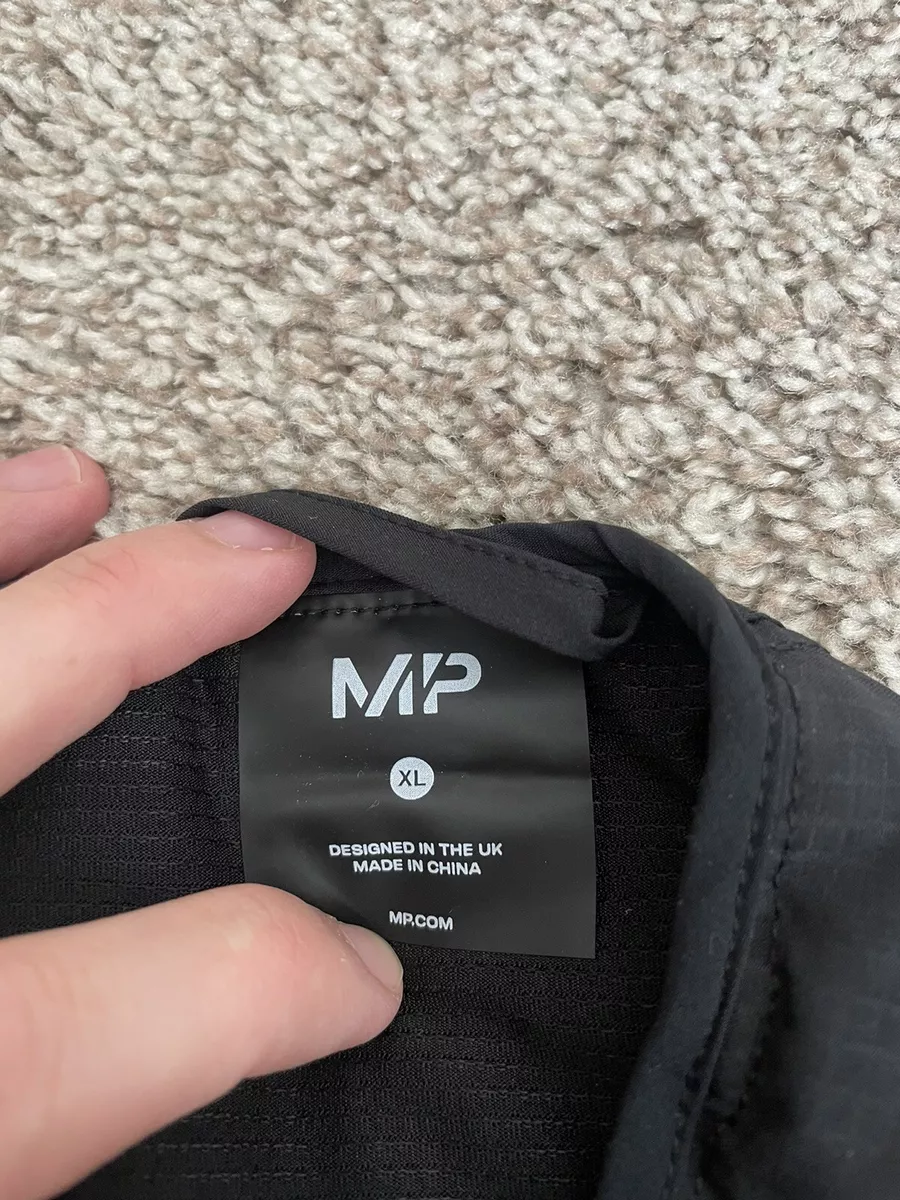 MP
XL
DESIGNED IN THE UK
MADE IN CHINA
MP.COM